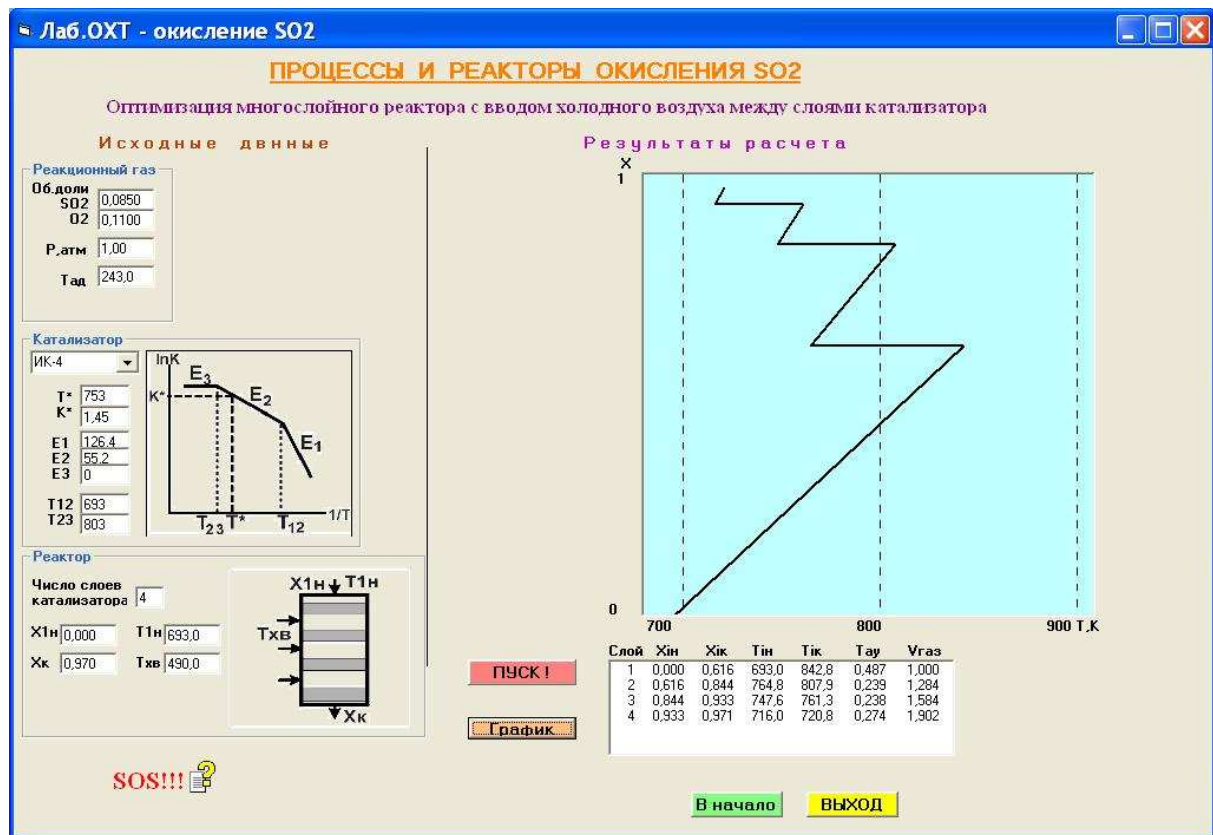 Лаб.ОХТ - окисление SO2
ПРОЦЕССЫ И РЕАКТОРЫ ОКИСЛЕНИЯ SO2
Оптимизация многослойного реактора с вводом холодного воздуха между слоями катализатора
Исходные двнные
Реакционный газ
Об.доли
SO2 0,0850
O2 0,1100
P,атм 1,00
Тад 243,0
Катализатор
ИК-4
T* 753
K* 1,45
E1 126.4
E2 55.2
E3 0
T12 693
T23 803
lnK
K*
E3
E2
E1
T23 T* T12 1/T
Реактор
Число слоев
катализатора 4
X1н 0,000 T1н 693,0
Xк 0,970 Tхв 490,0
X1н T1н
Tхв
Xк
SOS!!!
Результаты расчета
X
1
0
700 800 900 T,K
ПУСК !
График
Слой Xiн Xiк Tiн Tiк Тау Vгаз
1 0,000 0,616 693,0 842,8 0,487 1,000
2 0,616 0,844 764,8 807,9 0,239 1,284
3 0,844 0,933 747,6 761,3 0,238 1,584
4 0,933 0,971 716,0 720,8 0,274 1,902
В начало ВЫХОД